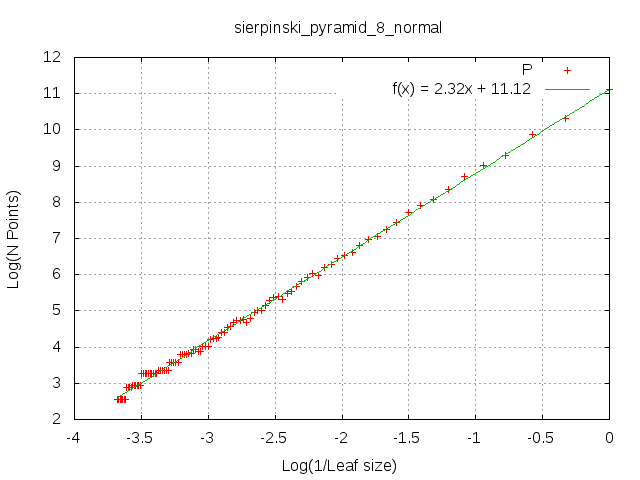 sierpinski_pyramid_8_normal
12
11
10
9
8
7
6
5
4
3
2
Log(N Points)
P
f(x) = 2.32x + 11.12
-4 -3.5 -3 -2.5 -2 -1.5 -1 -0.5 0
Log(1/Leaf size)